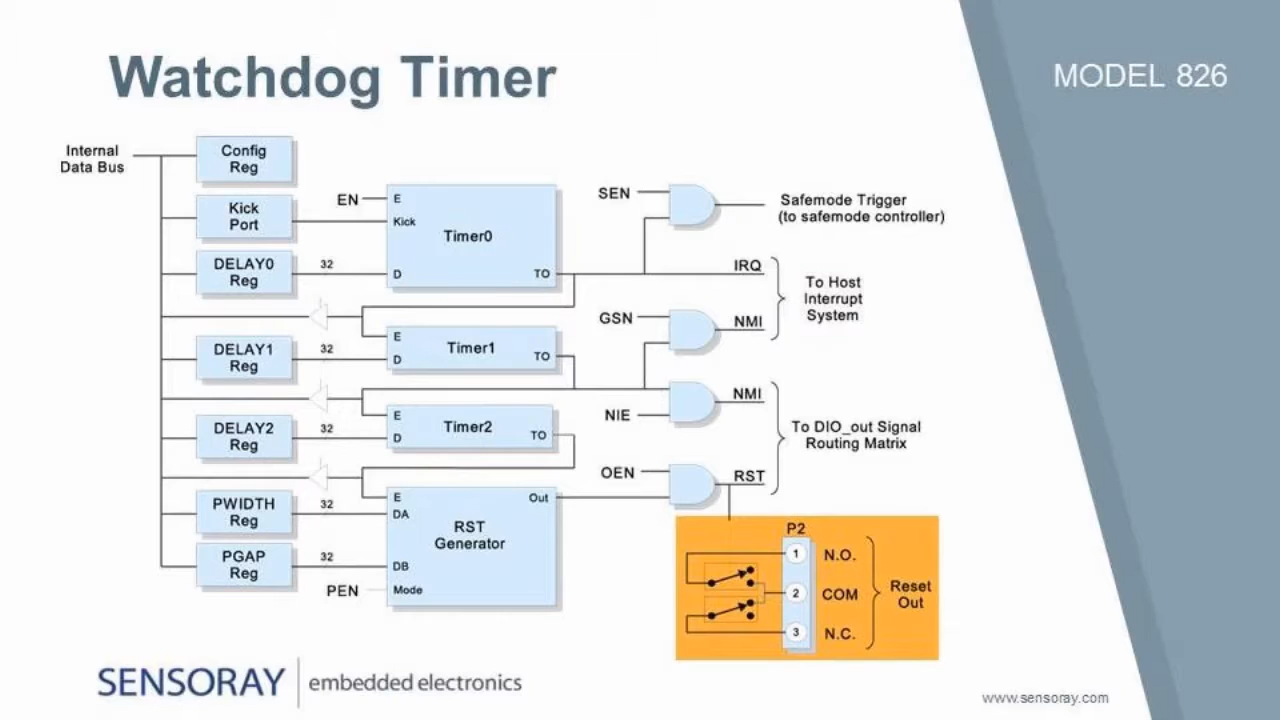 Watchdog Timer
MODEL 826
Internal
Data Bus
Config
Reg
Kick
Port
DELAY0
Reg
32
EN
E
Kick
Timer0
D
TO
SEN
Safemode Trigger
(to safemode controller)
IRQ
GSN
NMI
To Host
Interrupt
System
DELAY1
Reg
32
E
D
Timer1
TO
NIE
NMI
DELAY2
Reg
32
E
D
Timer2
TO
OEN
RST
To DIO_out Signal
Routing Matrix
PWIDTH
Reg
32
PGAP
Reg
32
PEN
E
DA
RST
Generator
DB
Mode
Out
P2
1
N.O.
2
COM
3
N.C.
Reset
Out
SENSORAY
embedded electronics
www.sensoray.com